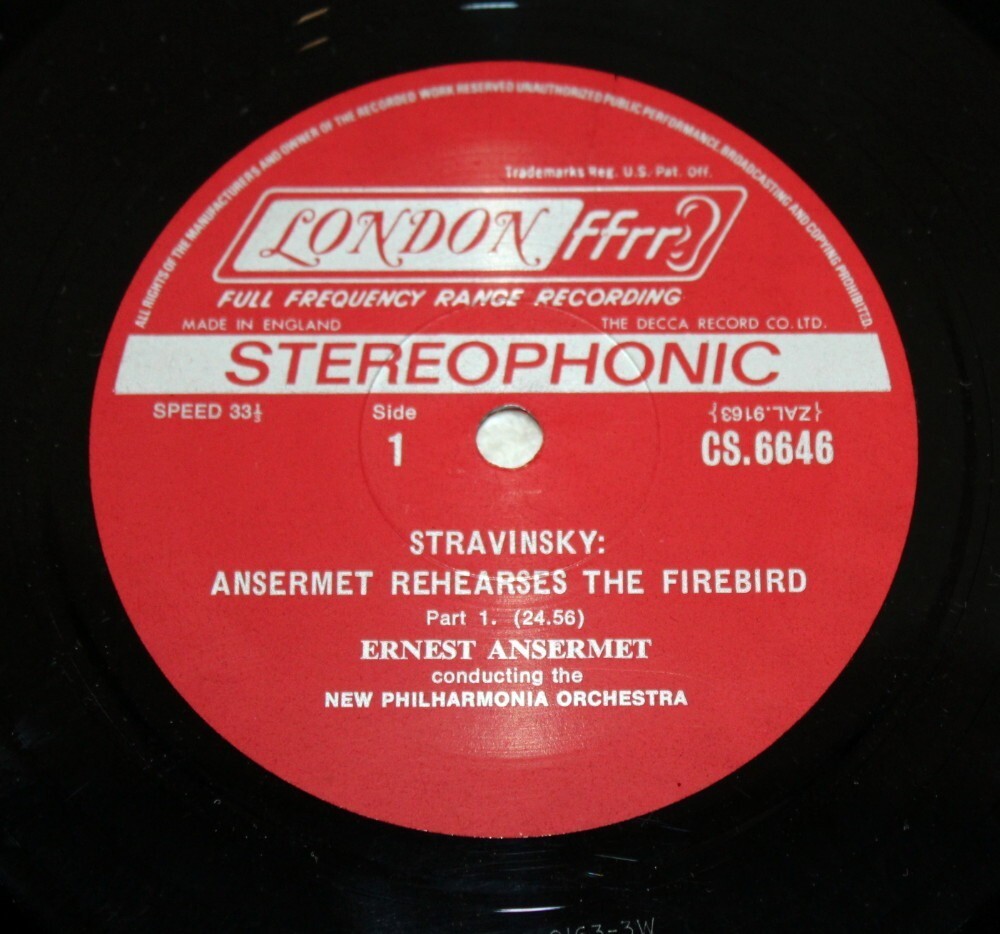 ALL RIGHTS OF THE MANUFACTURERS AND OWNER OF THE RECORDED WORK RESERVED UNAUTHORIZED PUBLIC PERFORMANCE, BROADCASTING AND COPYING PROHIBITED
Trademarks Reg. U.S. Pat. Off.
LONDON ffrr
FULL FREQUENCY RANGE RECORDING
MADE IN ENGLAND THE DECCA RECORD CO. LTD.
STEREOPHONIC
SPEED 33⅓ Side {ZAL.9163}
1 CS.6646
STRAVINSKY:
ANSERMET REHEARSES THE FIREBIRD
Part 1. (24.56)
ERNEST ANSERMET
conducting the
NEW PHILHARMONIA ORCHESTRA
9163-3W